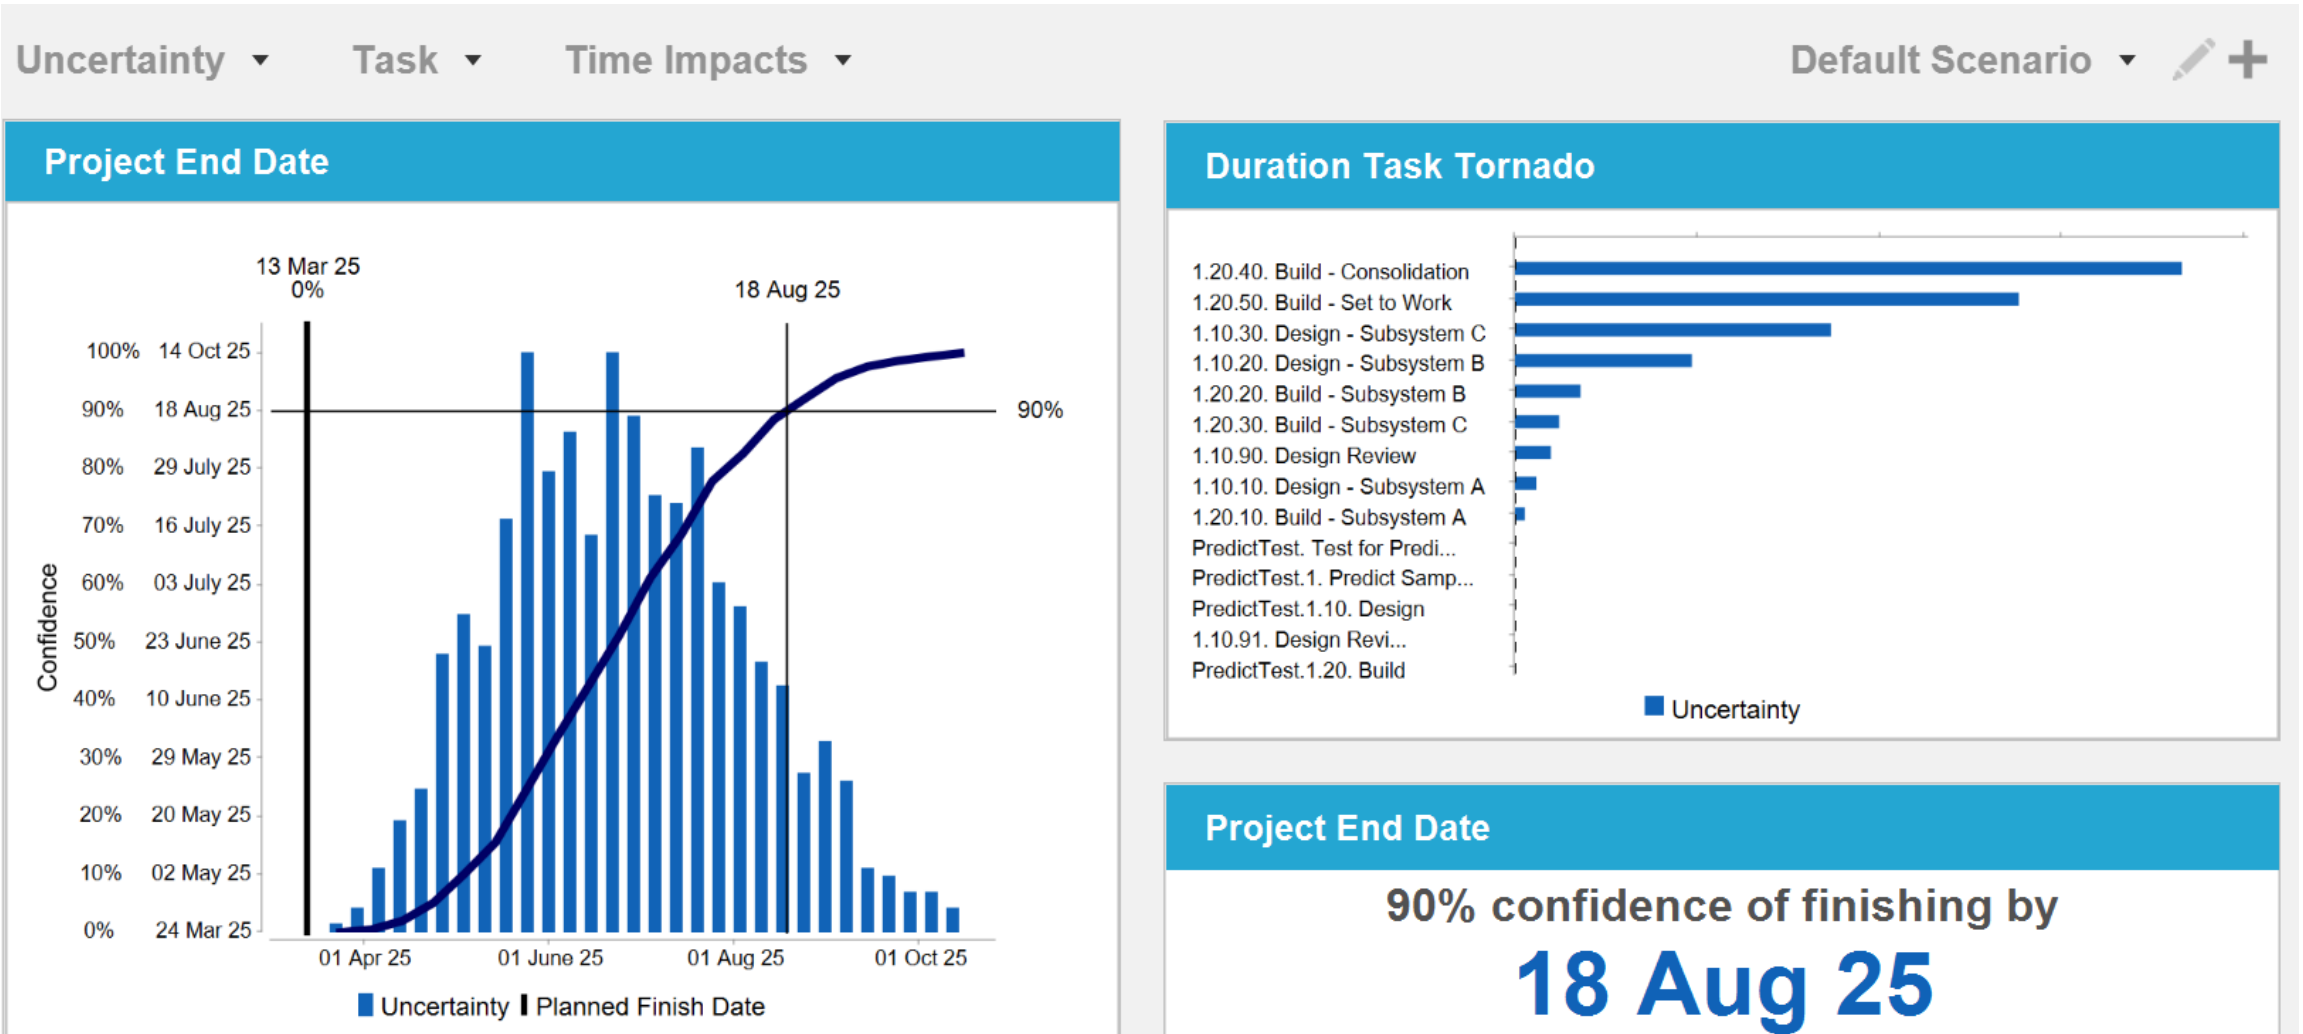 Uncertainty Task Time Impacts Default Scenario
Project End Date
13 Mar 25
0%
18 Aug 25
100% 14 Oct 25
90% 18 Aug 25
90%
80% 29 July 25
70% 16 July 25
60% 03 July 25
50% 23 June 25
40% 10 June 25
30% 29 May 25
20% 20 May 25
10% 02 May 25
0% 24 Mar 25
Confidence
01 Apr 25 01 June 25 01 Aug 25 01 Oct 25
Uncertainty Planned Finish Date
Duration Task Tornado
1.20.40. Build - Consolidation
1.20.50. Build - Set to Work
1.10.30. Design - Subsystem C
1.10.20. Design - Subsystem B
1.20.20. Build - Subsystem B
1.20.30. Build - Subsystem C
1.10.90. Design Review
1.10.10. Design - Subsystem A
1.20.10. Build - Subsystem A
PredictTest. Test for Predi...
PredictTest.1. Predict Samp...
PredictTest.1.10. Design
1.10.91. Design Revi...
PredictTest.1.20. Build
Uncertainty
Project End Date
90% confidence of finishing by
18 Aug 25